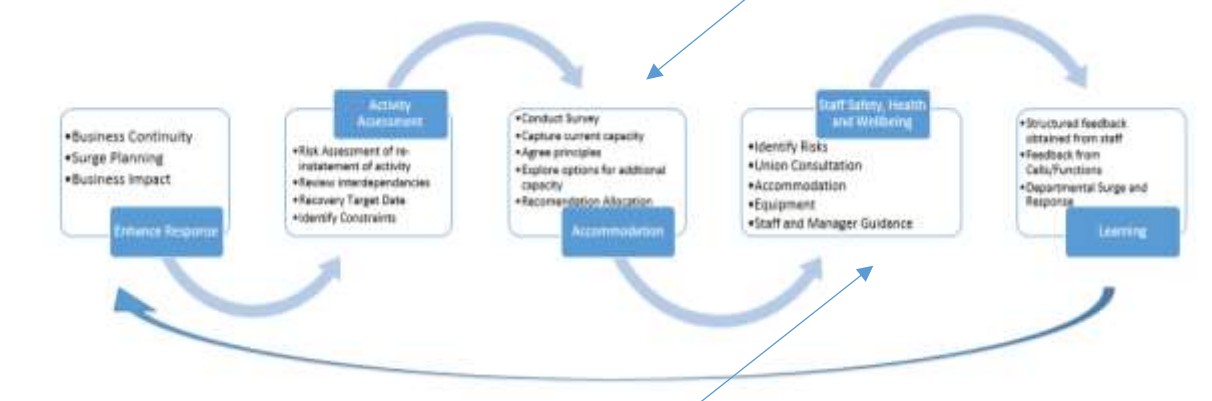 •Business Continuity
•Surge Planning
•Business Impact
Enhance Response
Activity
Assessment
•Risk Assessment of re-
instatement of activity
•Review interdependancies
•Recovery Target Date
•Identify Constraints
•Conduct Survey
•Capture current capacity
•Agree principles
•Explore options for additional
capacity
•Recomendation Allocation
Accommodation
Staff Safety, Health
and Wellbeing
•Identify Risks
•Union Consultation
•Accommodation
•Equipment
•Staff and Manager Guidance
•Structured feedback
obtained from staff
•Feedback from
Cells/Functions
•Departmental Surge and
Response
Learning